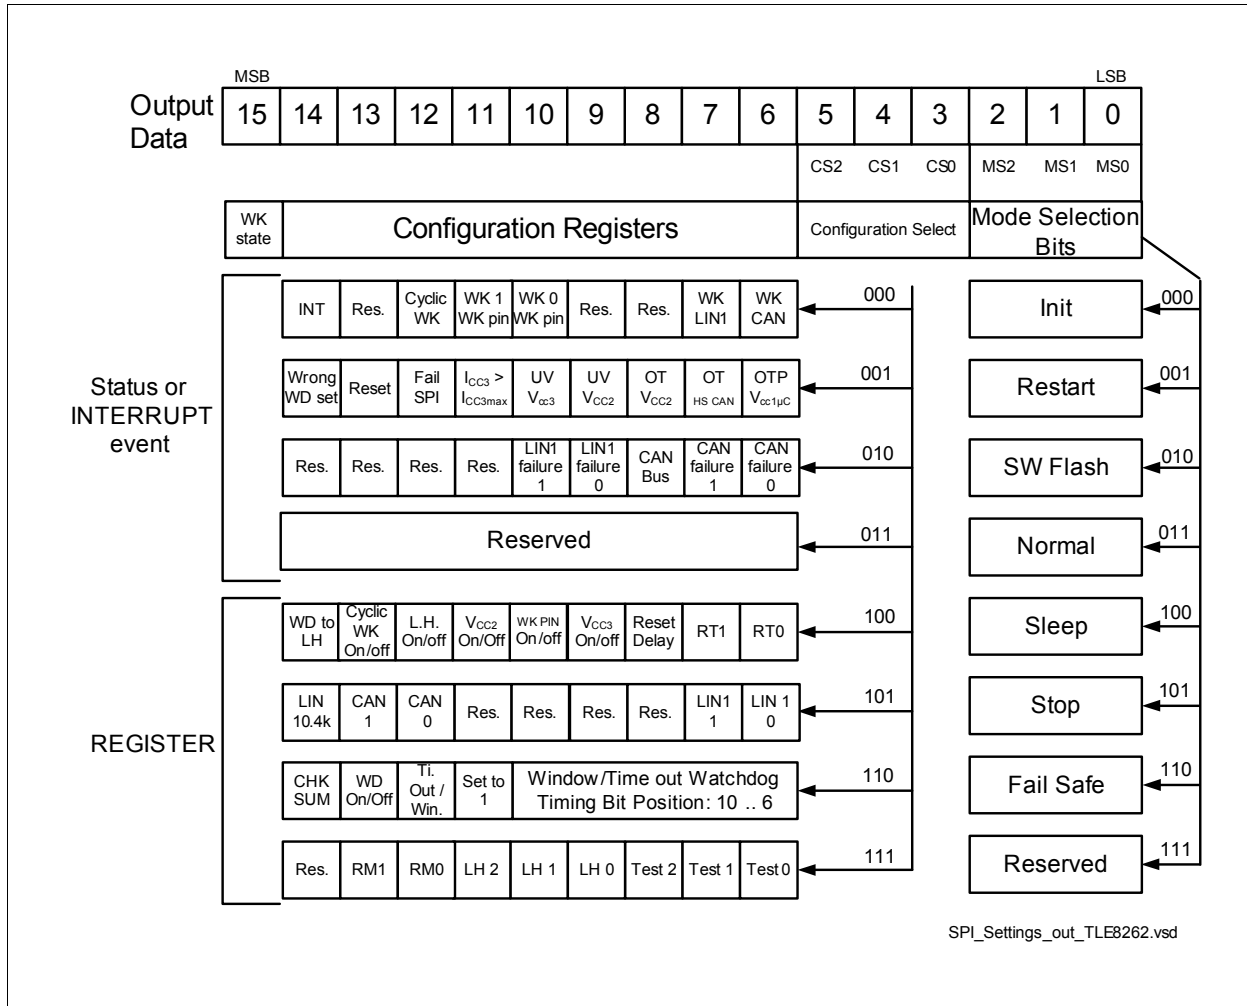 MSB LSB
Output Data 15 14 13 12 11 10 9 8 7 6 5 4 3 2 1 0
CS2 CS1 CS0 MS2 MS1 MS0
WK state Configuration Registers Configuration Select Mode Selection Bits
Status or INTERRUPT event
INT Res. Cyclic WK WK 1 WK pin WK 0 WK pin Res. Res. WK LIN1 WK CAN 000 Init 000
Wrong WD set Reset Fail SPI ICC3 > ICC3max UV Vcc3 UV VCC2 OT VCC2 OT HS CAN OTP Vcc1µC 001 Restart 001
Res. Res. Res. Res. LIN1 failure 1 LIN1 failure 0 CAN Bus CAN failure 1 CAN failure 0 010 SW Flash 010
Reserved 011 Normal 011
REGISTER
WD to LH Cyclic WK On/off L.H. On/off VCC2 On/Off WK PIN On/off VCC3 On/off Reset Delay RT1 RT0 100 Sleep 100
LIN 10.4k CAN 1 CAN 0 Res. Res. Res. Res. LIN1 1 LIN 1 0 101 Stop 101
CHK SUM WD On/Off Ti. Out / Win. Set to 1 Window/Time out Watchdog Timing Bit Position: 10 .. 6 110 Fail Safe 110
Res. RM1 RM0 LH 2 LH 1 LH 0 Test 2 Test 1 Test 0 111 Reserved 111
SPI_Settings_out_TLE8262.vsd